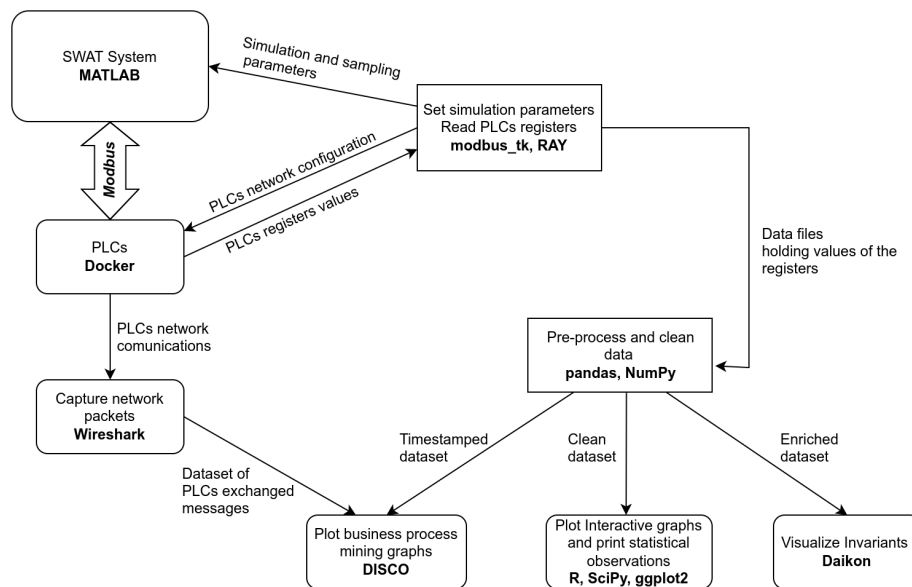 SWAT System
MATLAB
Simulation and sampling
parameters
Set simulation parameters
Read PLCs registers
modbus_tk, RAY
Modbus
PLCs network configuration
PLCs registers values
PLCs
Docker
Data files
holding values of the
registers
PLCs network
comunications
Pre-process and clean
data
pandas, NumPy
Capture network
packets
Wireshark
Timestamped
dataset
Clean
dataset
Enriched
dataset
Dataset of
PLCs exchanged
messages
Plot business process
mining graphs
DISCO
Plot Interactive graphs
and print statistical
observations
R, SciPy, ggplot2
Visualize Invariants
Daikon